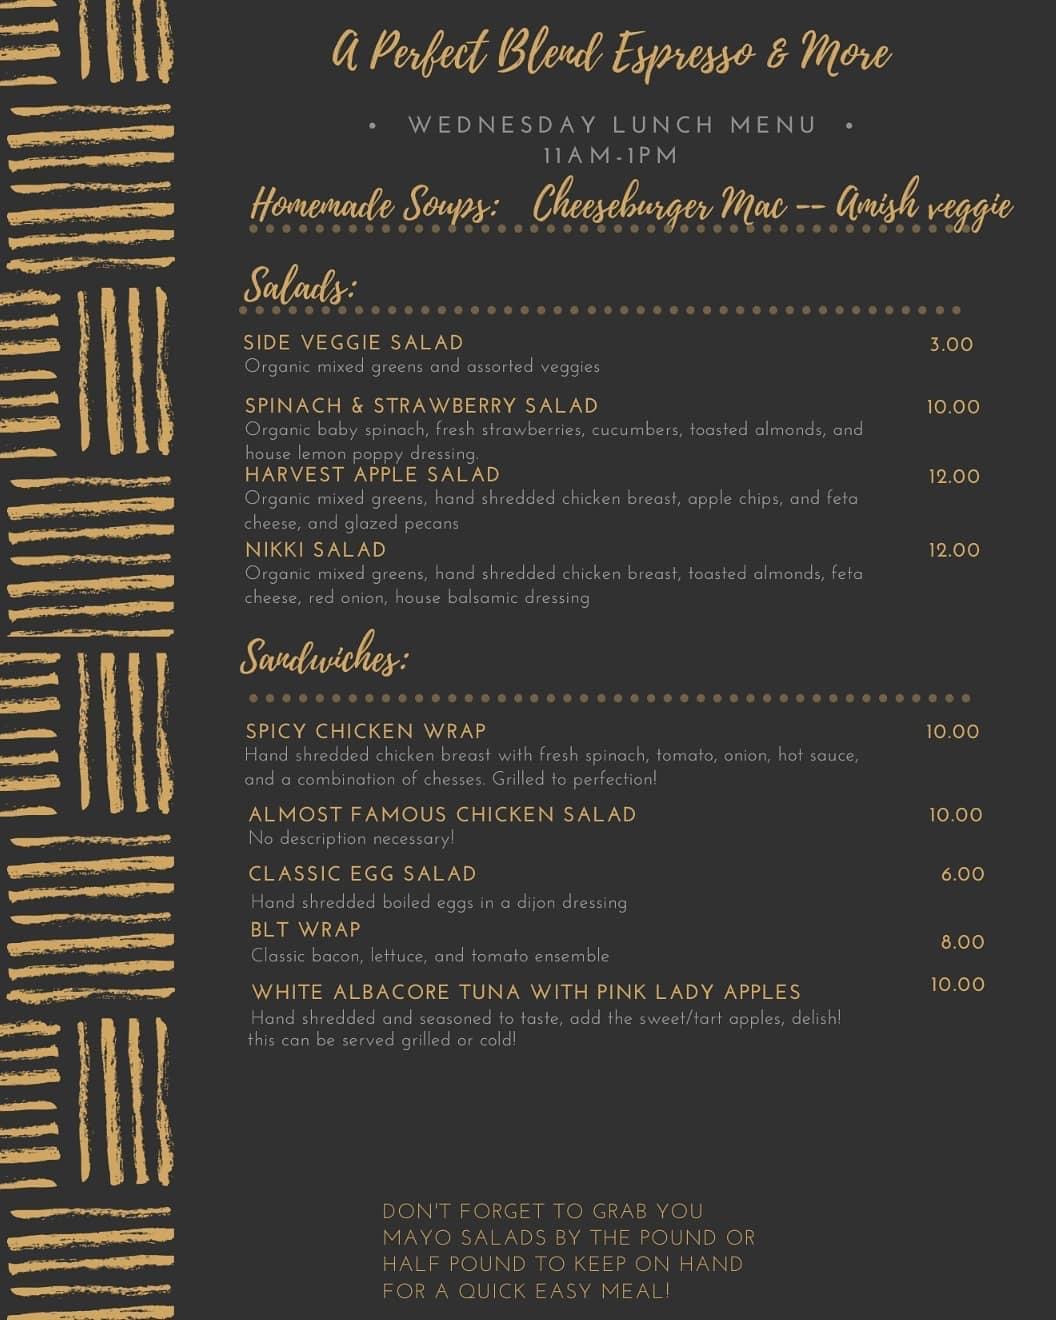 A Perfect Blend Espresso & More
• WEDNESDAY LUNCH MENU •
11AM-1PM
Homemade Soups: Cheeseburger Mac -- Amish veggie
Salads:
SIDE VEGGIE SALAD 3.00
Organic mixed greens and assorted veggies
SPINACH & STRAWBERRY SALAD 10.00
Organic baby spinach, fresh strawberries, cucumbers, toasted almonds, and
house lemon poppy dressing.
HARVEST APPLE SALAD 12.00
Organic mixed greens, hand shredded chicken breast, apple chips, and feta
cheese, and glazed pecans
NIKKI SALAD 12.00
Organic mixed greens, hand shredded chicken breast, toasted almonds, feta
cheese, red onion, house balsamic dressing
Sandwiches:
SPICY CHICKEN WRAP 10.00
Hand shredded chicken breast with fresh spinach, tomato, onion, hot sauce,
and a combination of chesses. Grilled to perfection!
ALMOST FAMOUS CHICKEN SALAD 10.00
No description necessary!
CLASSIC EGG SALAD 6.00
Hand shredded boiled eggs in a dijon dressing
BLT WRAP 8.00
Classic bacon, lettuce, and tomato ensemble
WHITE ALBACORE TUNA WITH PINK LADY APPLES 10.00
Hand shredded and seasoned to taste, add the sweet/tart apples, delish!
this can be served grilled or cold!
DON'T FORGET TO GRAB YOU
MAYO SALADS BY THE POUND OR
HALF POUND TO KEEP ON HAND
FOR A QUICK EASY MEAL!